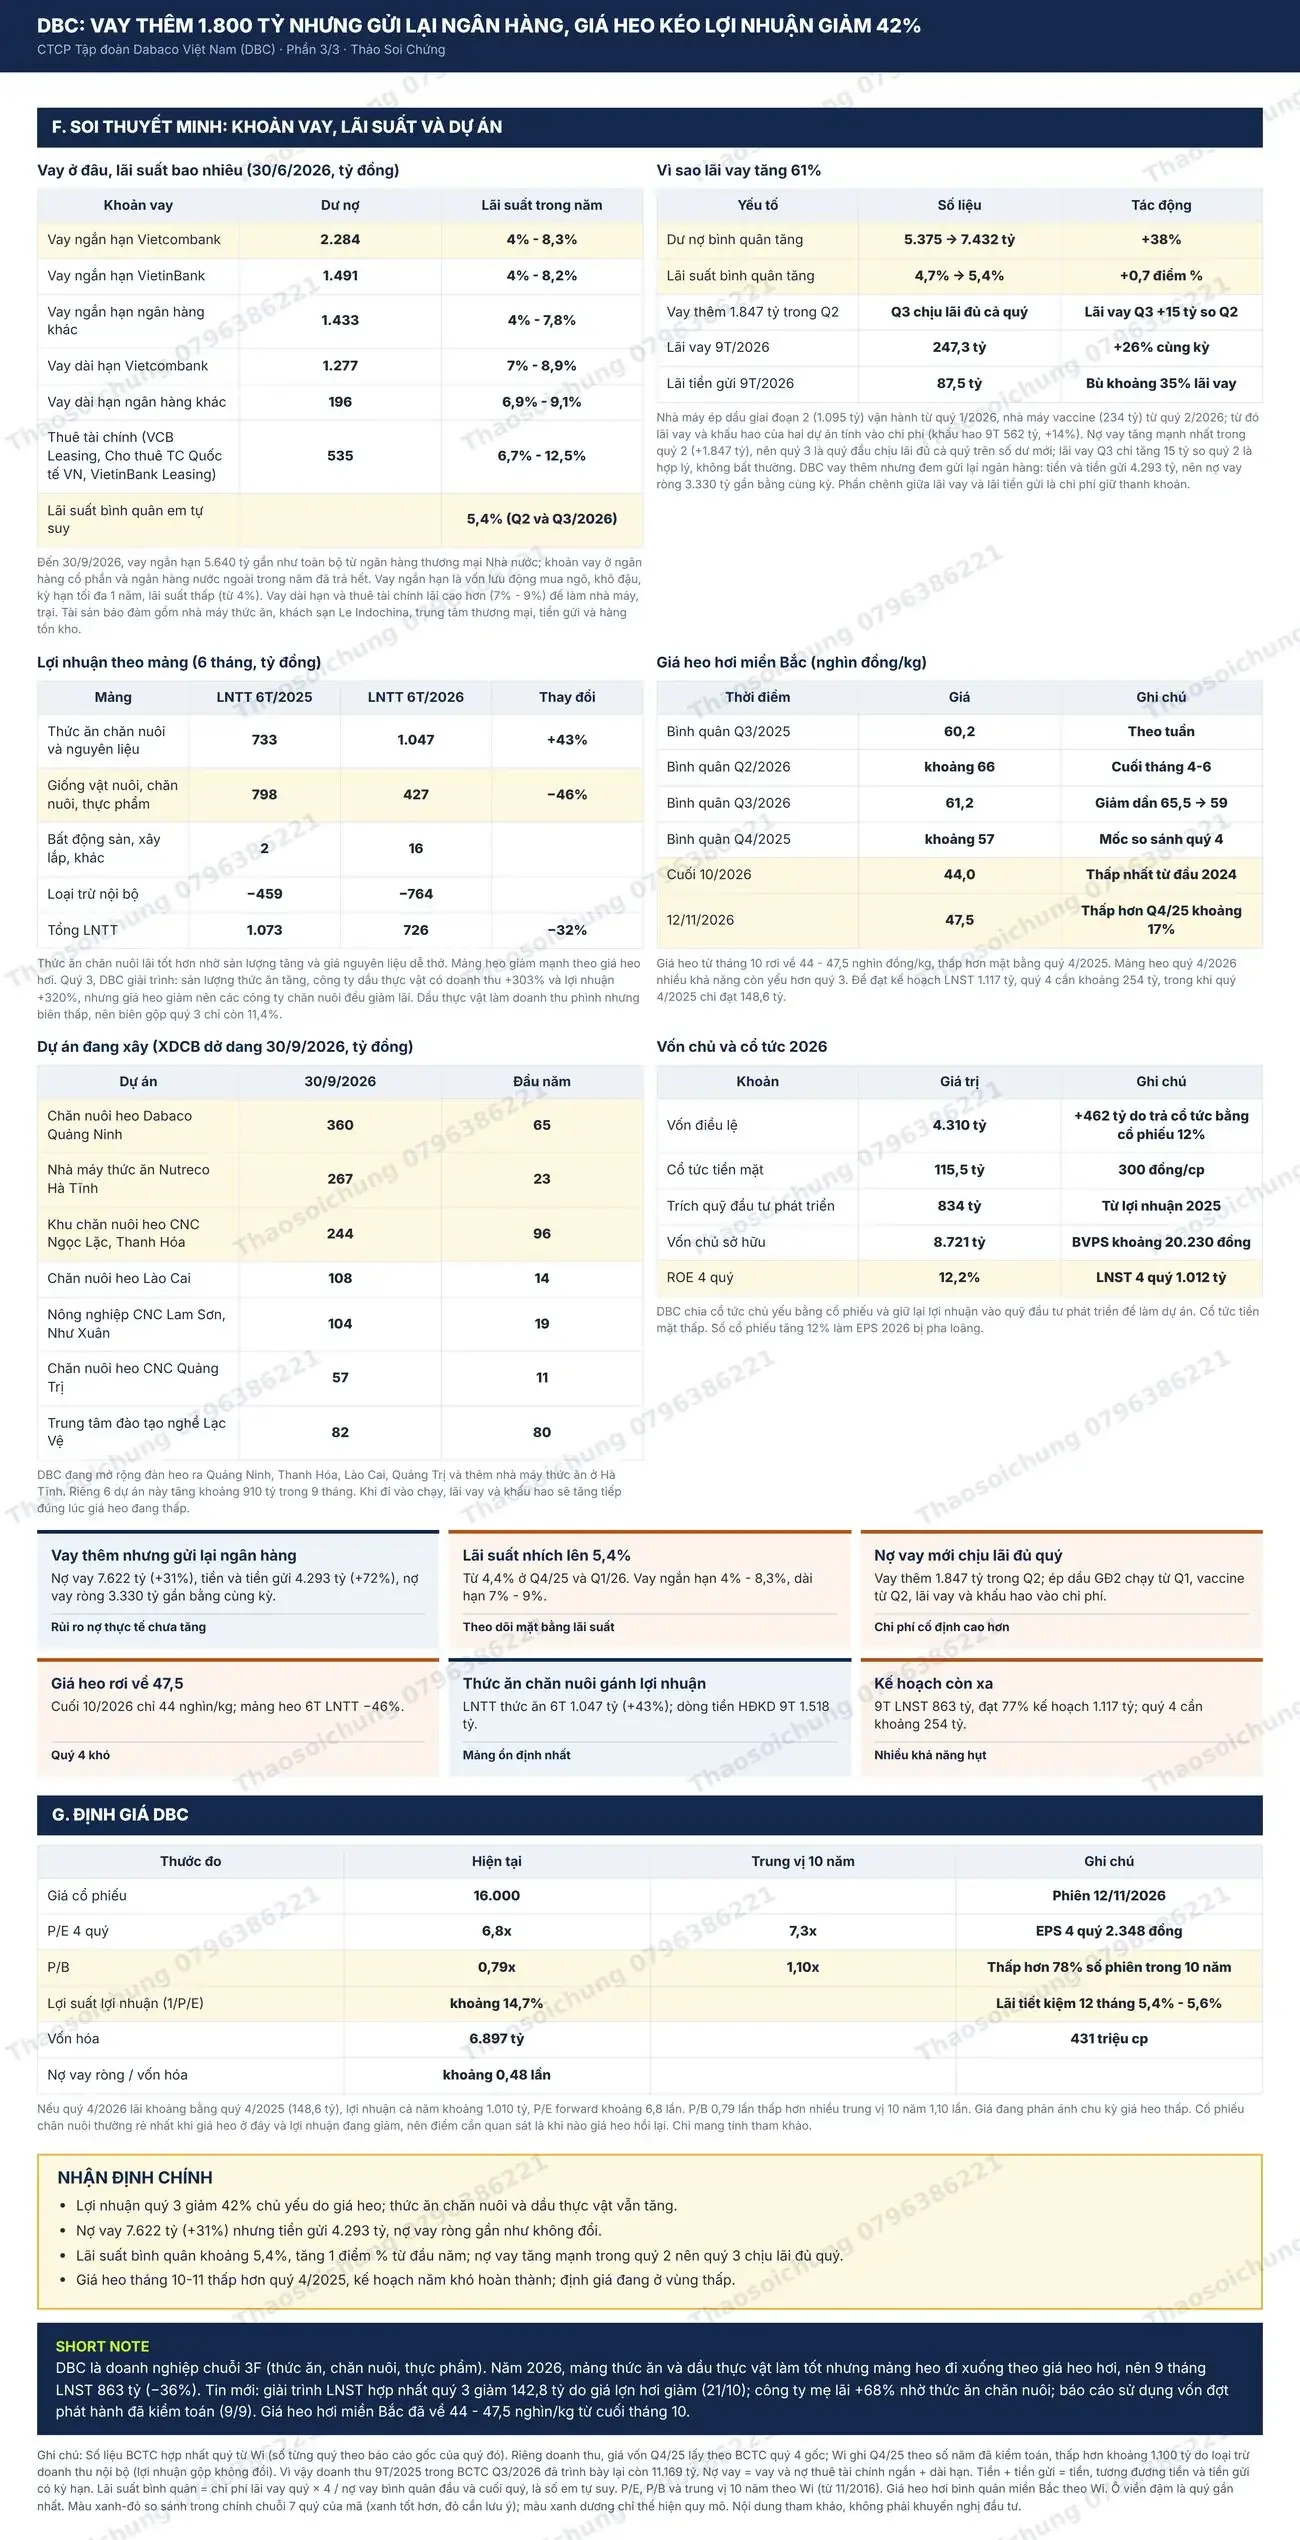 DBC: VAY THÊM 1.800 TỶ NHƯNG GỬI LẠI NGÂN HÀNG, GIÁ HEO KÉO LỢI NHUẬN GIẢM 42%
CTCP Tập đoàn Dabaco Việt Nam (DBC) · Phần 3/3 · Thảo Soi Chứng
F. SOI THUYẾT MINH: KHOẢN VAY, LÃI SUẤT VÀ DỰ ÁN
Vay ở đâu, lãi suất bao nhiêu (30/6/2026, tỷ đồng)
Khoản vay Dư nợ Lãi suất trong năm
Vay ngắn hạn Vietcombank 2.284 4% - 8,3%
Vay ngắn hạn VietinBank 1.491 4% - 8,2%
Vay ngắn hạn ngân hàng
khác 1.433 4% - 7,8%
Vay dài hạn Vietcombank 1.277 7% - 8,9%
Vay dài hạn ngân hàng khác 196 6,9% - 9,1%
Thuê tài chính (VCB
Leasing, Cho thuê TC Quốc 535 6,7% - 12,5%
tế VN, VietinBank Leasing)
Lãi suất bình quân em tự
suy 5,4% (Q2 và Q3/2026)
Đến 30/9/2026, vay ngắn hạn 5.640 tỷ gần như toàn bộ từ ngân hàng thương mại Nhà nước; khoản vay ở ngân
hàng cổ phần và ngân hàng nước ngoài trong năm đã trả hết. Vay ngắn hạn là vốn lưu động mua ngô, khô đậu,
kỳ hạn tối đa 1 năm, lãi suất thấp (từ 4%). Vay dài hạn và thuê tài chính lãi cao hơn (7% - 9%) để làm nhà máy,
trại. Tài sản bảo đảm gồm nhà máy thức ăn, khách sạn Le Indochina, trung tâm thương mại, tiền gửi và hàng
tồn kho.
Vì sao lãi vay tăng 61%
Yếu tố Số liệu Tác động
Dư nợ bình quân tăng 5.375 → 7.432 tỷ +38%
Lãi suất bình quân tăng 4,7% → 5,4% +0,7 điểm %
Vay thêm 1.847 tỷ trong Q2 Q3 chịu lãi đủ cả quý Lãi vay Q3 +15 tỷ so Q2
Lãi vay 9T/2026 247,3 tỷ +26% cùng kỳ
Lãi tiền gửi 9T/2026 87,5 tỷ Bù khoảng 35% lãi vay
Nhà máy ép dầu giai đoạn 2 (1.095 tỷ) vận hành từ quý 1/2026, nhà máy vaccine (234 tỷ) từ quý 2/2026; từ đó
lãi vay và khấu hao của hai dự án tính vào chi phí (khấu hao 9T 562 tỷ, +14%). Nợ vay tăng mạnh nhất trong
quý 2 (+1.847 tỷ), nên quý 3 là quý đầu chịu lãi đủ cả quý trên số dư mới; lãi vay Q3 chỉ tăng 15 tỷ so quý 2 là
hợp lý, không bất thường. DBC vay thêm nhưng đem gửi lại ngân hàng: tiền và tiền gửi 4.293 tỷ, nên nợ vay
ròng 3.330 tỷ gần bằng cùng kỳ. Phần chênh giữa lãi vay và lãi tiền gửi là chi phí giữ thanh khoản.
Lợi nhuận theo mảng (6 tháng, tỷ đồng)
Mảng LNTT 6T/2025 LNTT 6T/2026 Thay đổi
Thức ăn chăn nuôi
và nguyên liệu 733 1.047 +43%
Giống vật nuôi, chăn
nuôi, thực phẩm 798 427 −46%
Bất động sản, xây
lắp, khác 2 16
Loại trừ nội bộ −459 −764
Tổng LNTT 1.073 726 −32%
Thức ăn chăn nuôi lãi tốt hơn nhờ sản lượng tăng và giá nguyên liệu dễ thở. Mảng heo giảm mạnh theo giá heo
hơi. Quý 3, DBC giải trình: sản lượng thức ăn tăng, công ty dầu thực vật có doanh thu +303% và lợi nhuận
+320%, nhưng giá heo giảm nên các công ty chăn nuôi đều giảm lãi. Dầu thực vật làm doanh thu phình nhưng
biên thấp, nên biên gộp quý 3 chỉ còn 11,4%.
Giá heo hơi miền Bắc (nghìn đồng/kg)
Thời điểm Giá Ghi chú
Bình quân Q3/2025 60,2 Theo tuần
Bình quân Q2/2026 khoảng 66 Cuối tháng 4-6
Bình quân Q3/2026 61,2 Giảm dần 65,5 → 59
Bình quân Q4/2025 khoảng 57 Mốc so sánh quý 4
Cuối 10/2026 44,0 Thấp nhất từ đầu 2024
12/11/2026 47,5 Thấp hơn Q4/25 khoảng
17%
Giá heo từ tháng 10 rơi về 44 - 47,5 nghìn đồng/kg, thấp hơn mặt bằng quý 4/2025. Mảng heo quý 4/2026
nhiều khả năng còn yếu hơn quý 3. Để đạt kế hoạch LNST 1.117 tỷ, quý 4 cần khoảng 254 tỷ, trong khi quý
4/2025 chỉ đạt 148,6 tỷ.
Dự án đang xây (XDCB dở dang 30/9/2026, tỷ đồng)
Dự án 30/9/2026 Đầu năm
Chăn nuôi heo Dabaco
Quảng Ninh 360 65
Nhà máy thức ăn Nutreco
Hà Tĩnh 267 23
Khu chăn nuôi heo CNC
Ngọc Lặc, Thanh Hóa 244 96
Chăn nuôi heo Lào Cai 108 14
Nông nghiệp CNC Lam Sơn,
Như Xuân 104 19
Chăn nuôi heo CNC Quảng
Trị 57 11
Trung tâm đào tạo nghề Lạc
Vệ 82 80
DBC đang mở rộng đàn heo ra Quảng Ninh, Thanh Hóa, Lào Cai, Quảng Trị và thêm nhà máy thức ăn ở Hà
Tĩnh. Riêng 6 dự án này tăng khoảng 910 tỷ trong 9 tháng. Khi đi vào chạy, lãi vay và khấu hao sẽ tăng tiếp
đúng lúc giá heo đang thấp.
Vốn chủ và cổ tức 2026
Khoản Giá trị Ghi chú
Vốn điều lệ 4.310 tỷ +462 tỷ do trả cổ tức bằng
cổ phiếu 12%
Cổ tức tiền mặt 115,5 tỷ 300 đồng/cp
Trích quỹ đầu tư phát triển 834 tỷ Từ lợi nhuận 2025
Vốn chủ sở hữu 8.721 tỷ BVPS khoảng 20.230 đồng
ROE 4 quý 12,2% LNST 4 quý 1.012 tỷ
DBC chia cổ tức chủ yếu bằng cổ phiếu và giữ lại lợi nhuận vào quỹ đầu tư phát triển để làm dự án. Cổ tức tiền
mặt thấp. Số cổ phiếu tăng 12% làm EPS 2026 bị pha loãng.
Vay thêm nhưng gửi lại ngân hàng
Nợ vay 7.622 tỷ (+31%), tiền và tiền gửi 4.293 tỷ (+72%), nợ
vay ròng 3.330 tỷ gần bằng cùng kỳ.
Rủi ro nợ thực tế chưa tăng
Lãi suất nhích lên 5,4%
Từ 4,4% ở Q4/25 và Q1/26. Vay ngắn hạn 4% - 8,3%, dài
hạn 7% - 9%.
Theo dõi mặt bằng lãi suất
Nợ vay mới chịu lãi đủ quý
Vay thêm 1.847 tỷ trong Q2; ép dầu GĐ2 chạy từ Q1, vaccine
từ Q2, lãi vay và khấu hao vào chi phí.
Chi phí cố định cao hơn
Giá heo rơi về 47,5
Cuối 10/2026 chỉ 44 nghìn/kg; mảng heo 6T LNTT −46%.
Quý 4 khó
Thức ăn chăn nuôi gánh lợi nhuận
LNTT thức ăn 6T 1.047 tỷ (+43%); dòng tiền HĐKD 9T 1.518
tỷ.
Mảng ổn định nhất
Kế hoạch còn xa
9T LNST 863 tỷ, đạt 77% kế hoạch 1.117 tỷ; quý 4 cần
khoảng 254 tỷ.
Nhiều khả năng hụt
G. ĐỊNH GIÁ DBC
Thước đo Hiện tại Trung vị 10 năm Ghi chú
Giá cổ phiếu 16.000 Phiên 12/11/2026
P/E 4 quý 6,8x 7,3x EPS 4 quý 2.348 đồng
P/B 0,79x 1,10x Thấp hơn 78% số phiên trong 10 năm
Lợi suất lợi nhuận (1/P/E) khoảng 14,7% Lãi tiết kiệm 12 tháng 5,4% - 5,6%
Vốn hóa 6.897 tỷ 431 triệu cp
Nợ vay ròng / vốn hóa khoảng 0,48 lần
Nếu quý 4/2026 lãi khoảng bằng quý 4/2025 (148,6 tỷ), lợi nhuận cả năm khoảng 1.010 tỷ, P/E forward khoảng 6,8 lần. P/B 0,79 lần thấp hơn nhiều trung vị 10 năm 1,10 lần. Giá đang phản ánh chu kỳ giá heo thấp. Cổ phiếu
chăn nuôi thường rẻ nhất khi giá heo ở đáy và lợi nhuận đang giảm, nên điểm cần quan sát là khi nào giá heo hồi lại. Chỉ mang tính tham khảo.
NHẬN ĐỊNH CHÍNH
• Lợi nhuận quý 3 giảm 42% chủ yếu do giá heo; thức ăn chăn nuôi và dầu thực vật vẫn tăng.
• Nợ vay 7.622 tỷ (+31%) nhưng tiền gửi 4.293 tỷ, nợ vay ròng gần như không đổi.
• Lãi suất bình quân khoảng 5,4%, tăng 1 điểm % từ đầu năm; nợ vay tăng mạnh trong quý 2 nên quý 3 chịu lãi đủ quý.
• Giá heo tháng 10-11 thấp hơn quý 4/2025, kế hoạch năm khó hoàn thành; định giá đang ở vùng thấp.
SHORT NOTE
DBC là doanh nghiệp chuỗi 3F (thức ăn, chăn nuôi, thực phẩm). Năm 2026, mảng thức ăn và dầu thực vật làm tốt nhưng mảng heo đi xuống theo giá heo hơi, nên 9 tháng
LNST 863 tỷ (−36%). Tin mới: giải trình LNST hợp nhất quý 3 giảm 142,8 tỷ do giá lợn hơi giảm (21/10); công ty mẹ lãi +68% nhờ thức ăn chăn nuôi; báo cáo sử dụng vốn đợt
phát hành đã kiểm toán (9/9). Giá heo hơi miền Bắc đã về 44 - 47,5 nghìn/kg từ cuối tháng 10.
Ghi chú: Số liệu BCTC hợp nhất quý từ Wi (số từng quý theo báo cáo gốc của quý đó). Riêng doanh thu, giá vốn Q4/25 lấy theo BCTC quý 4 gốc; Wi ghi Q4/25 theo số năm đã kiểm toán, thấp hơn khoảng 1.100 tỷ do loại trừ
doanh thu nội bộ (lợi nhuận gộp không đổi). Vì vậy doanh thu 9T/2025 trong BCTC Q3/2026 đã trình bày lại còn 11.169 tỷ. Nợ vay = vay và nợ thuê tài chính ngắn + dài hạn. Tiền + tiền gửi = tiền, tương đương tiền và tiền gửi
có kỳ hạn. Lãi suất bình quân = chi phí lãi vay quý × 4 / nợ vay bình quân đầu và cuối quý, là số em tự suy. P/E, P/B và trung vị 10 năm theo Wi (từ 11/2016). Giá heo hơi bình quân miền Bắc theo Wi. Ô viền đậm là quý gần
nhất. Màu xanh-đỏ so sánh trong chính chuỗi 7 quý của mã (xanh tốt hơn, đỏ cần lưu ý); màu xanh dương chỉ thể hiện quy mô. Nội dung tham khảo, không phải khuyến nghị đầu tư.
Thaosoichung 0796386221